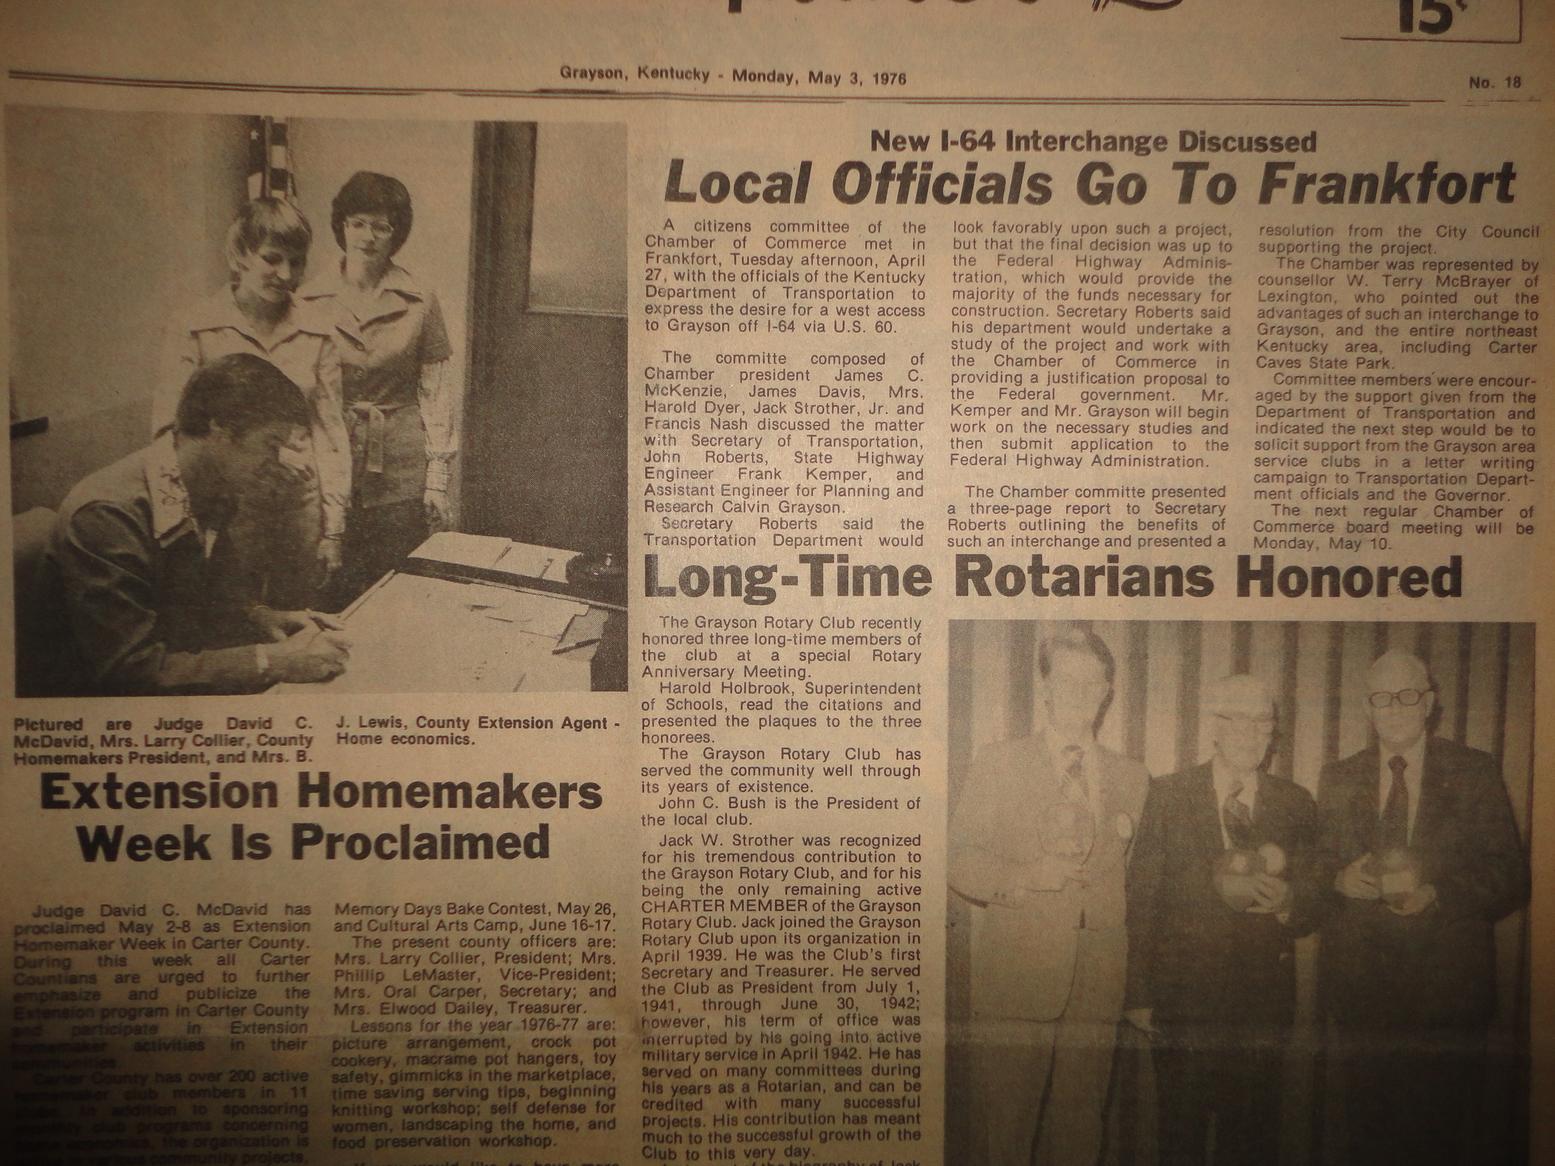 15¢
Grayson, Kentucky - Monday, May 3, 1976
No. 18
New I-64 Interchange Discussed
Local Officials Go To Frankfort
A citizens committee of the
Chamber of Commerce met in
Frankfort, Tuesday afternoon, April
27, with the officials of the Kentucky
Department of Transportation to
express the desire for a west access
to Grayson off I-64 via U.S. 60.
The committe composed of
Chamber president James C.
McKenzie, James Davis, Mrs.
Harold Dyer, Jack Strother, Jr. and
Francis Nash discussed the matter
with Secretary of Transportation,
John Roberts, State Highway
Engineer Frank Kemper, and
Assistant Engineer for Planning and
Research Calvin Grayson.
Secretary Roberts said the
Transportation Department would
look favorably upon such a project,
but that the final decision was up to
the Federal Highway Adminis-
tration, which would provide the
majority of the funds necessary for
construction. Secretary Roberts said
his department would undertake a
study of the project and work with
the Chamber of Commerce in
providing a justification proposal to
the Federal government. Mr.
Kemper and Mr. Grayson will begin
work on the necessary studies and
then submit application to the
Federal Highway Administration.
The Chamber committe presented
a three-page report to Secretary
Roberts outlining the benefits of
such an interchange and presented a
resolution from the City Council
supporting the project.
The Chamber was represented by
counsellor W. Terry McBrayer of
Lexington, who pointed out the
advantages of such an interchange to
Grayson, and the entire northeast
Kentucky area, including Carter
Caves State Park.
Committee members were encour-
aged by the support given from the
Department of Transportation and
indicated the next step would be to
solicit support from the Grayson area
service clubs in a letter writing
campaign to Transportation Depart-
ment officials and the Governor.
The next regular Chamber of
Commerce board meeting will be
Monday, May 10.
Pictured are Judge David C.
McDavid, Mrs. Larry Collier, County
Homemakers President, and Mrs. B.
J. Lewis, County Extension Agent -
Home economics.
Extension Homemakers
Week Is Proclaimed
Judge David C. McDavid has
proclaimed May 2-8 as Extension
Homemaker Week in Carter County.
During this week all Carter
Countians are urged to further
emphasize and publicize the
Extension program in Carter County
and participate in Extension
homemaker activities in their
communities.
Carter County has over 200 active
homemaker club members in 11
clubs. In addition to sponsoring
club programs concerning
home economics, the organization is
community projects.
Memory Days Bake Contest, May 26,
and Cultural Arts Camp, June 16-17.
The present county officers are:
Mrs. Larry Collier, President; Mrs.
Phillip LeMaster, Vice-President;
Mrs. Oral Carper, Secretary; and
Mrs. Elwood Dailey, Treasurer.
Lessons for the year 1976-77 are:
picture arrangement, crock pot
cookery, macrame pot hangers, toy
safety, gimmicks in the marketplace,
time saving serving tips, beginning
knitting workshop; self defense for
women, landscaping the home, and
food preservation workshop.
Long-Time Rotarians Honored
The Grayson Rotary Club recently
honored three long-time members of
the club at a special Rotary
Anniversary Meeting.
Harold Holbrook, Superintendent
of Schools, read the citations and
presented the plaques to the three
honorees.
The Grayson Rotary Club has
served the community well through
its years of existence.
John C. Bush is the President of
the local club.
Jack W. Strother was recognized
for his tremendous contribution to
the Grayson Rotary Club, and for his
being the only remaining active
CHARTER MEMBER of the Grayson
Rotary Club. Jack joined the Grayson
Rotary Club upon its organization in
April 1939. He was the Club's first
Secretary and Treasurer. He served
the Club as President from July 1,
1941, through June 30, 1942;
however, his term of office was
interrupted by his going into active
military service in April 1942. He has
served on many committees during
his years as a Rotarian, and can be
credited with many successful
projects. His contribution has meant
much to the successful growth of the
Club to this very day.